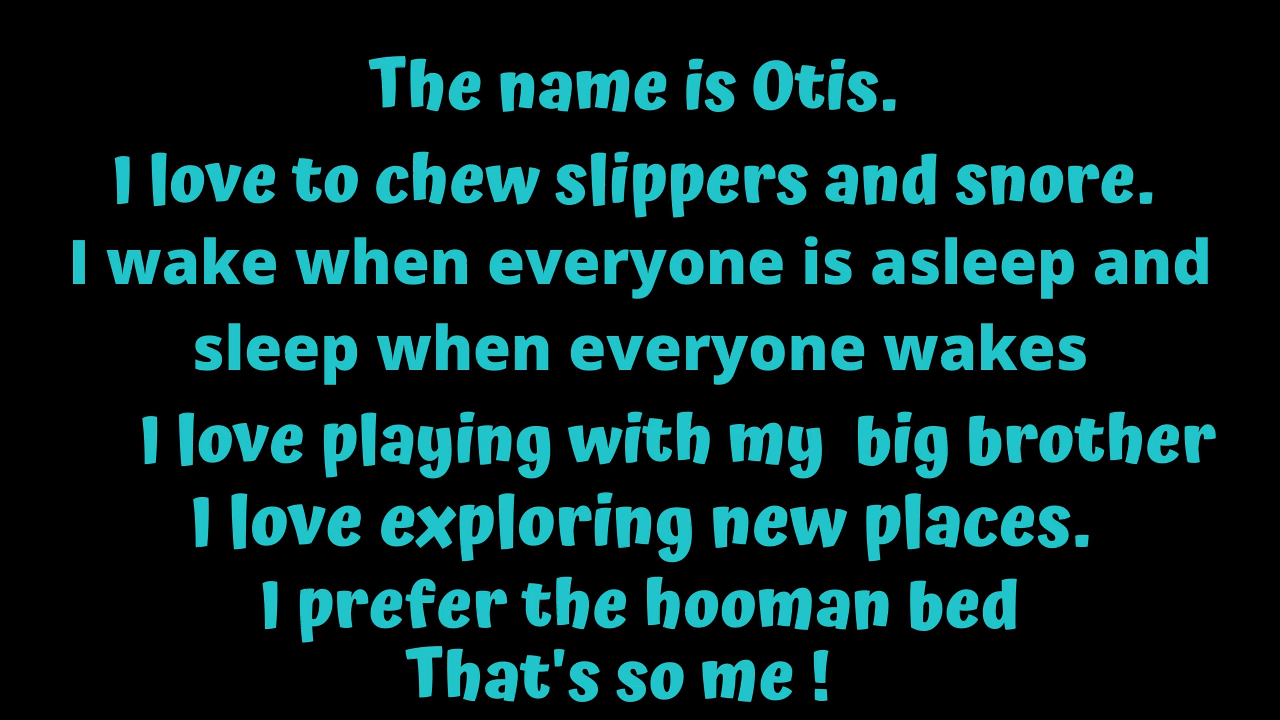 The name is Otis.
I love to chew slippers and snore.
I wake when everyone is asleep and
sleep when everyone wakes
I love playing with my  big brother
I love exploring new places.
I prefer the hooman bed
That's so me !